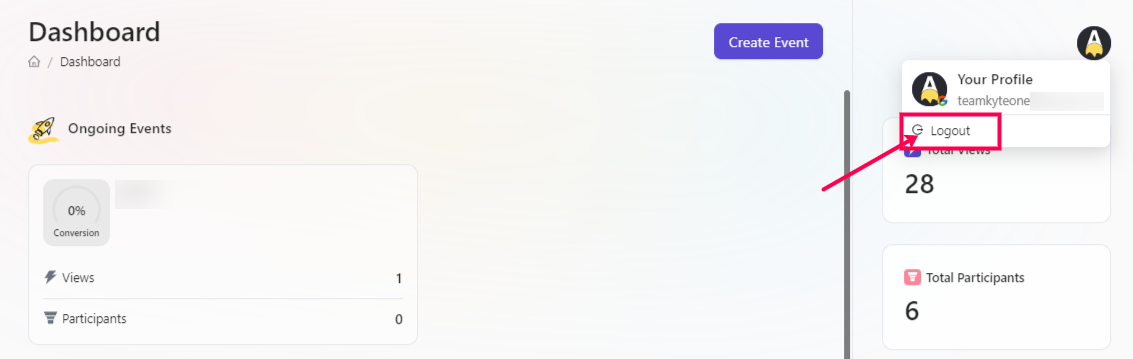 Dashboard
/ Dashboard
Create Event
Ongoing Events
0%
Conversion
Views 1
Participants 0
A
Your Profile
teamkyteone
Logout
Total Views
28
Total Participants
6